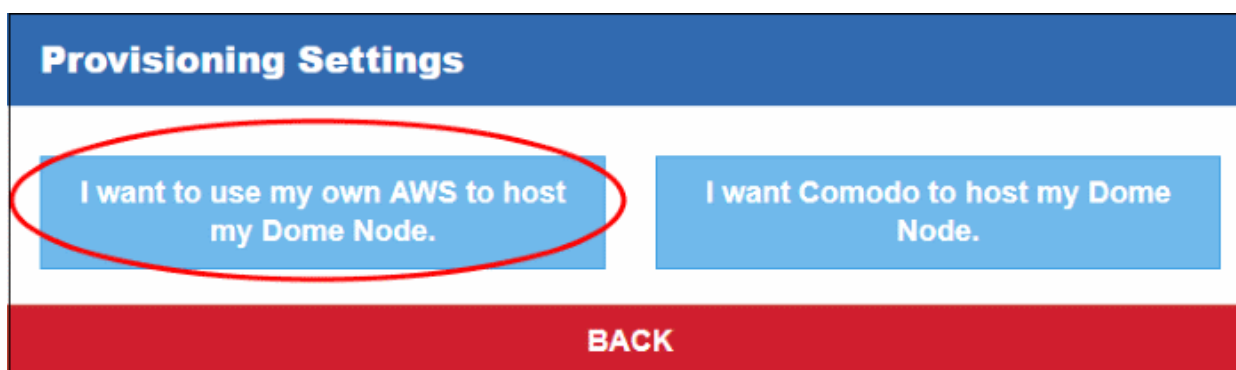 Provisioning Settings
I want to use my own AWS to host
my Dome Node.
I want Comodo to host my Dome
Node.
BACK